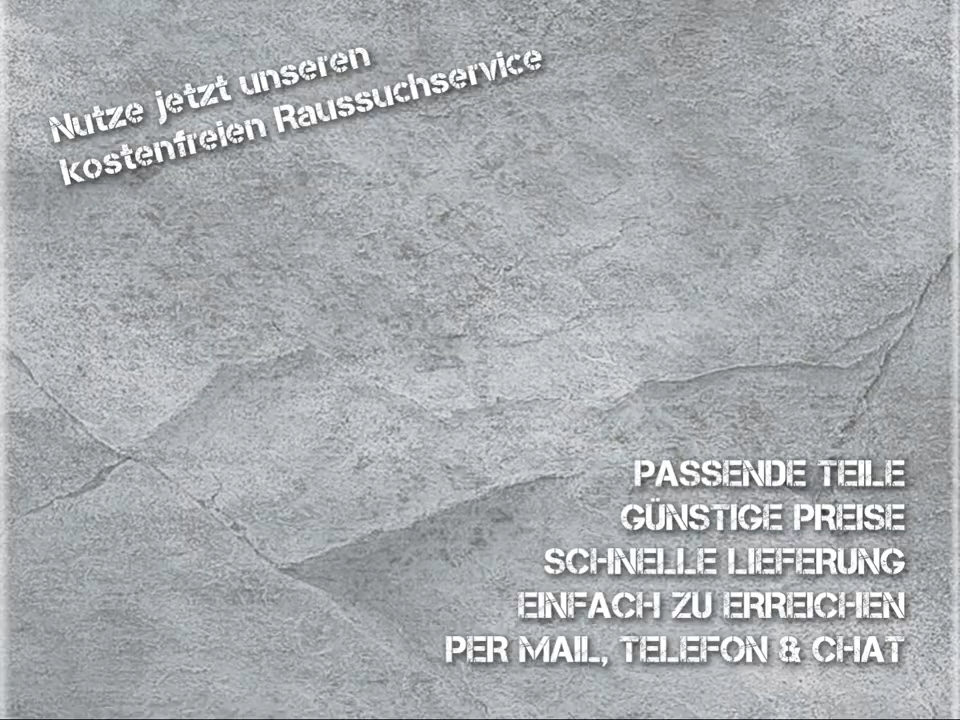 Nutze jetzt unseren
kostenfreien Raussuchservice
PASSENDE TEILE
GÜNSTIGE PREISE
SCHNELLE LIEFERUNG
EINFACH ZU ERREICHEN
PER MAIL, TELEFON & CHAT